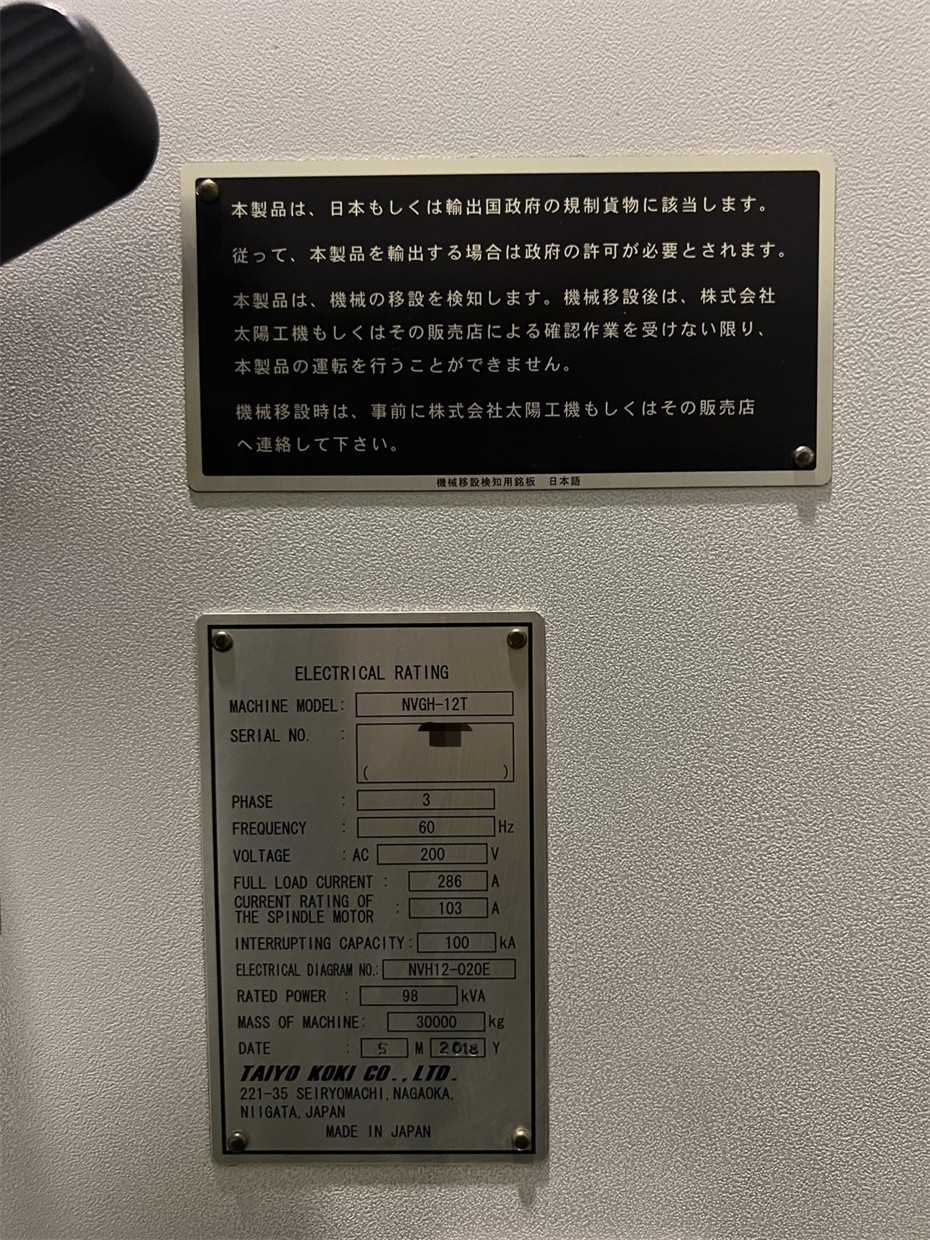 本製品は、日本もしくは輸出国政府の規制貨物に該当します。
従って、本製品を輸出する場合は政府の許可が必要とされます。
本製品は、機械の移設を検知します。機械移設後は、株式会社
太陽工機もしくはその販売店による確認作業を受けない限り、
本製品の運転を行うことができません。
機械移設時は、事前に株式会社太陽工機もしくはその販売店
へ連絡して下さい。
機械移設検知用銘板　日本語
ELECTRICAL RATING
MACHINE MODEL: NVGH-12T
SERIAL NO. :
( )
PHASE : 3
FREQUENCY : 60 Hz
VOLTAGE : AC 200 V
FULL LOAD CURRENT : 286 A
CURRENT RATING OF
THE SPINDLE MOTOR : 103 A
INTERRUPTING CAPACITY: 100 kA
ELECTRICAL DIAGRAM NO.: NVH12-020E
RATED POWER : 98 kVA
MASS OF MACHINE: 30000 kg
DATE : 5 M 2018 Y
TAIYO KOKI CO.,LTD.
221-35 SEIRYOMACHI, NAGAOKA,
NIIGATA, JAPAN
MADE IN JAPAN